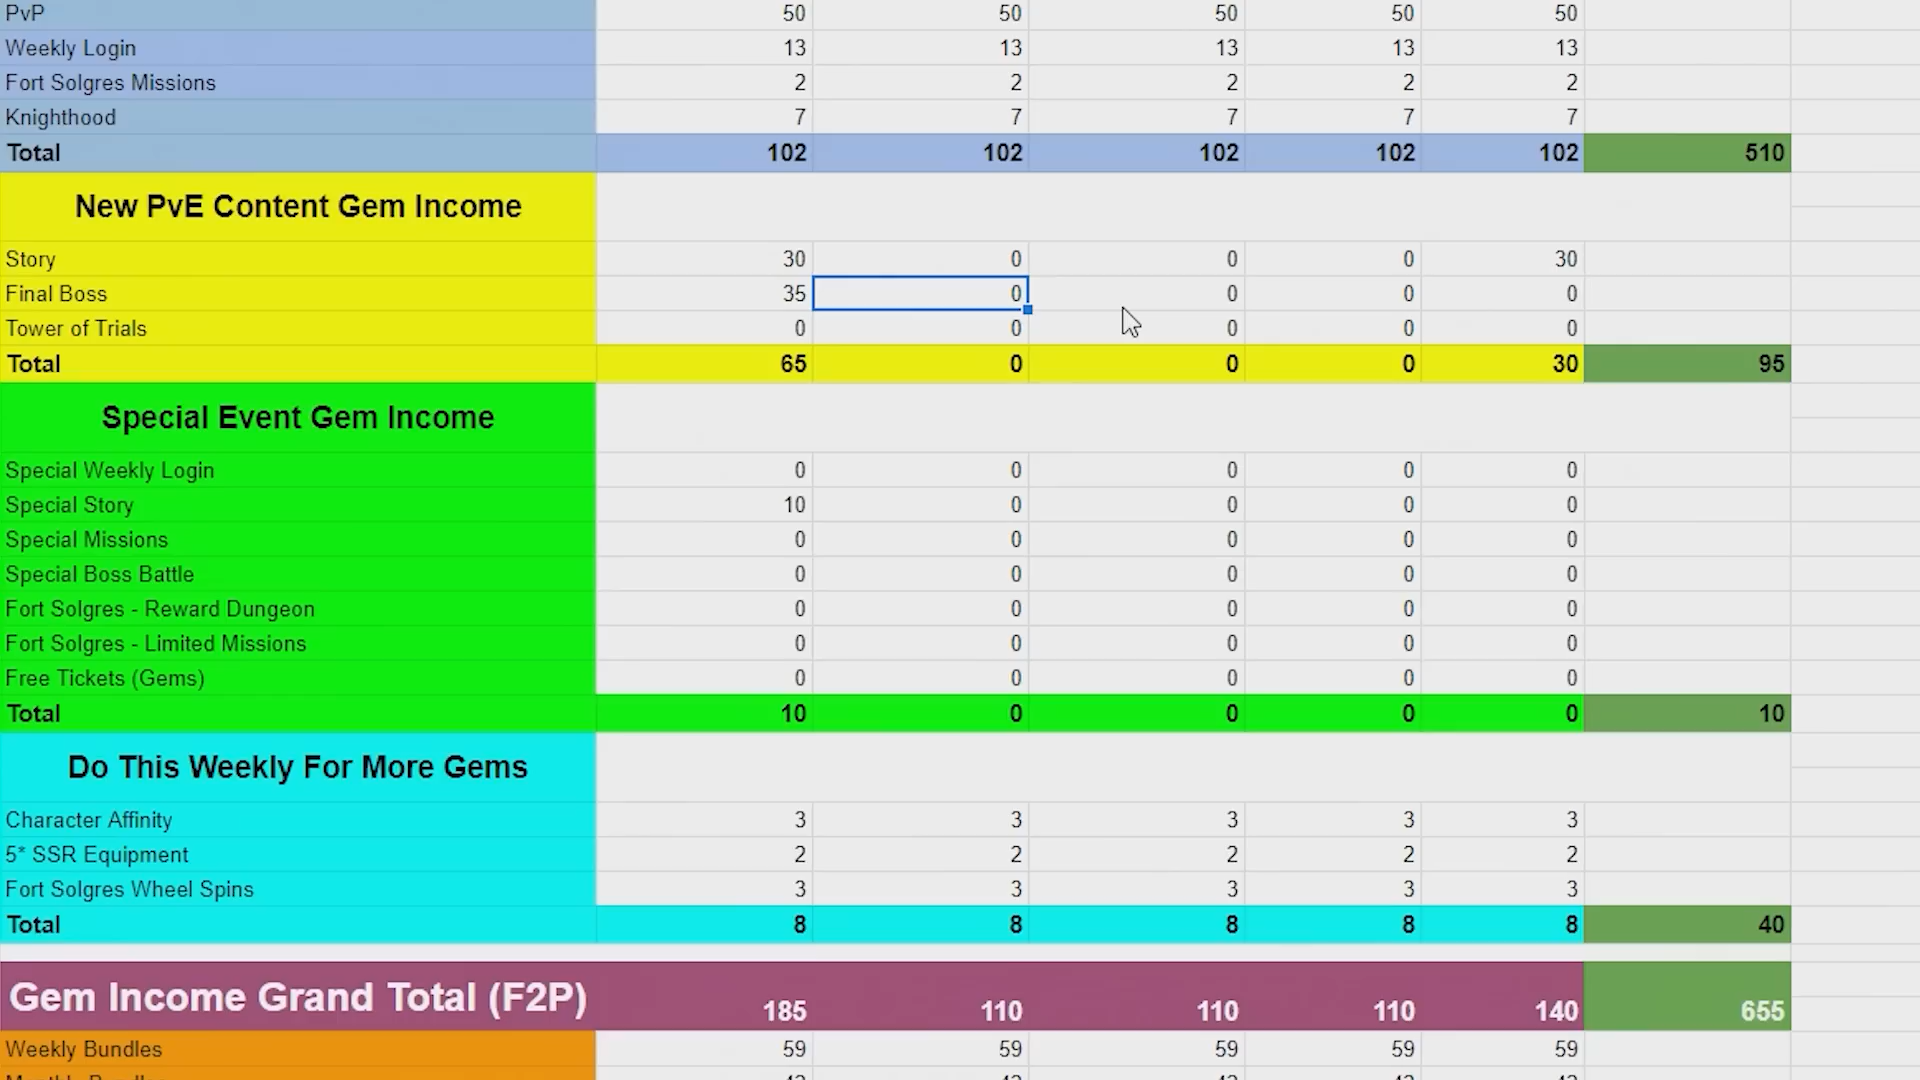 PvP 50 50 50 50 50
Weekly Login 13 13 13 13 13
Fort Solgres Missions 2 2 2 2 2
Knighthood 7 7 7 7 7
Total 102 102 102 102 102 510
New PvE Content Gem Income
Story 30 0 0 0 30
Final Boss 35 0 0 0 0
Tower of Trials 0 0 0 0 0
Total 65 0 0 0 30 95
Special Event Gem Income
Special Weekly Login 0 0 0 0 0
Special Story 10 0 0 0 0
Special Missions 0 0 0 0 0
Special Boss Battle 0 0 0 0 0
Fort Solgres - Reward Dungeon 0 0 0 0 0
Fort Solgres - Limited Missions 0 0 0 0 0
Free Tickets (Gems) 0 0 0 0 0
Total 10 0 0 0 0 10
Do This Weekly For More Gems
Character Affinity 3 3 3 3 3
5* SSR Equipment 2 2 2 2 2
Fort Solgres Wheel Spins 3 3 3 3 3
Total 8 8 8 8 8 40
Gem Income Grand Total (F2P) 185 110 110 110 140 655
Weekly Bundles 59 59 59 59 59